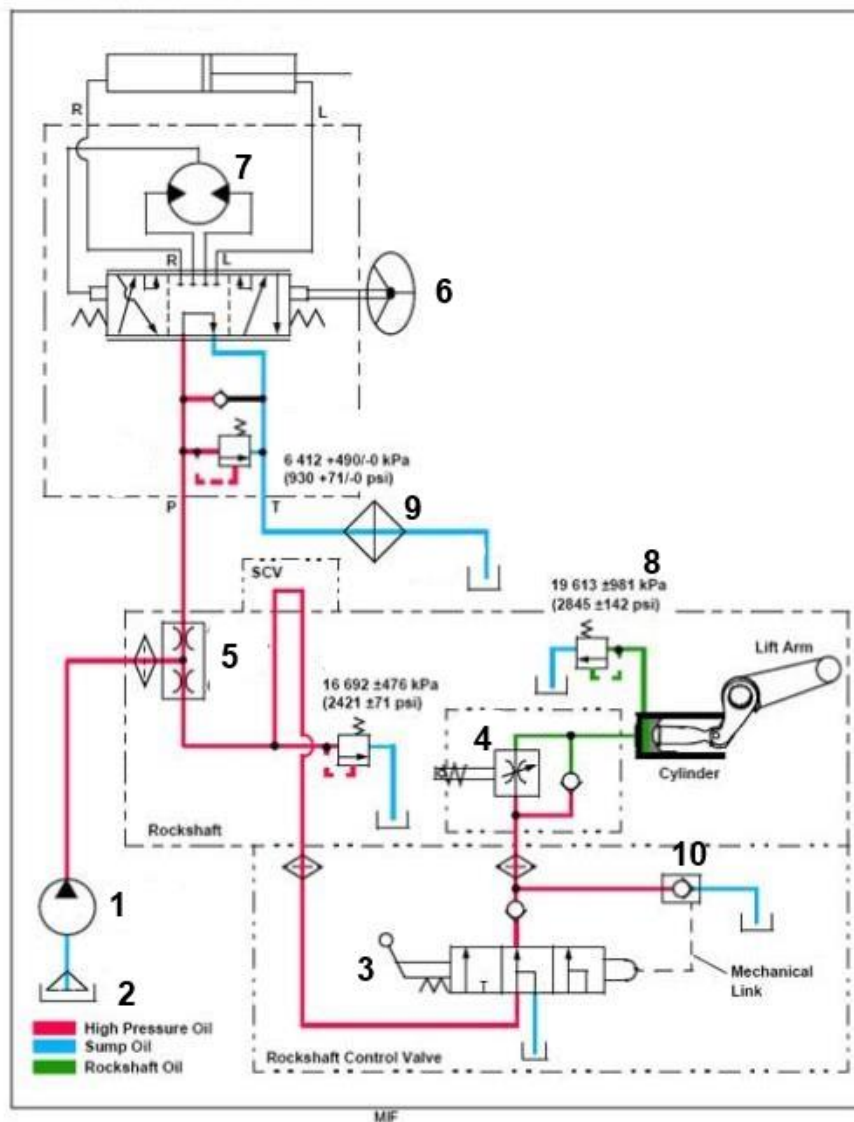 R
L
7
R
L
6
6 412 +490/-0 kPa
(930 +71/-0 psi)
P
T
9
8
SCV
19 613 ±981 kPa
(2845 ±142 psi)
5
Lift Arm
16 692 ±476 kPa
(2421 ±71 psi)
4
Cylinder
Rockshaft
10
1
3
T
Mechanical
Link
2
High Pressure Oil
Sump Oil
Rockshaft Oil
Rockshaft Control Valve
MIF